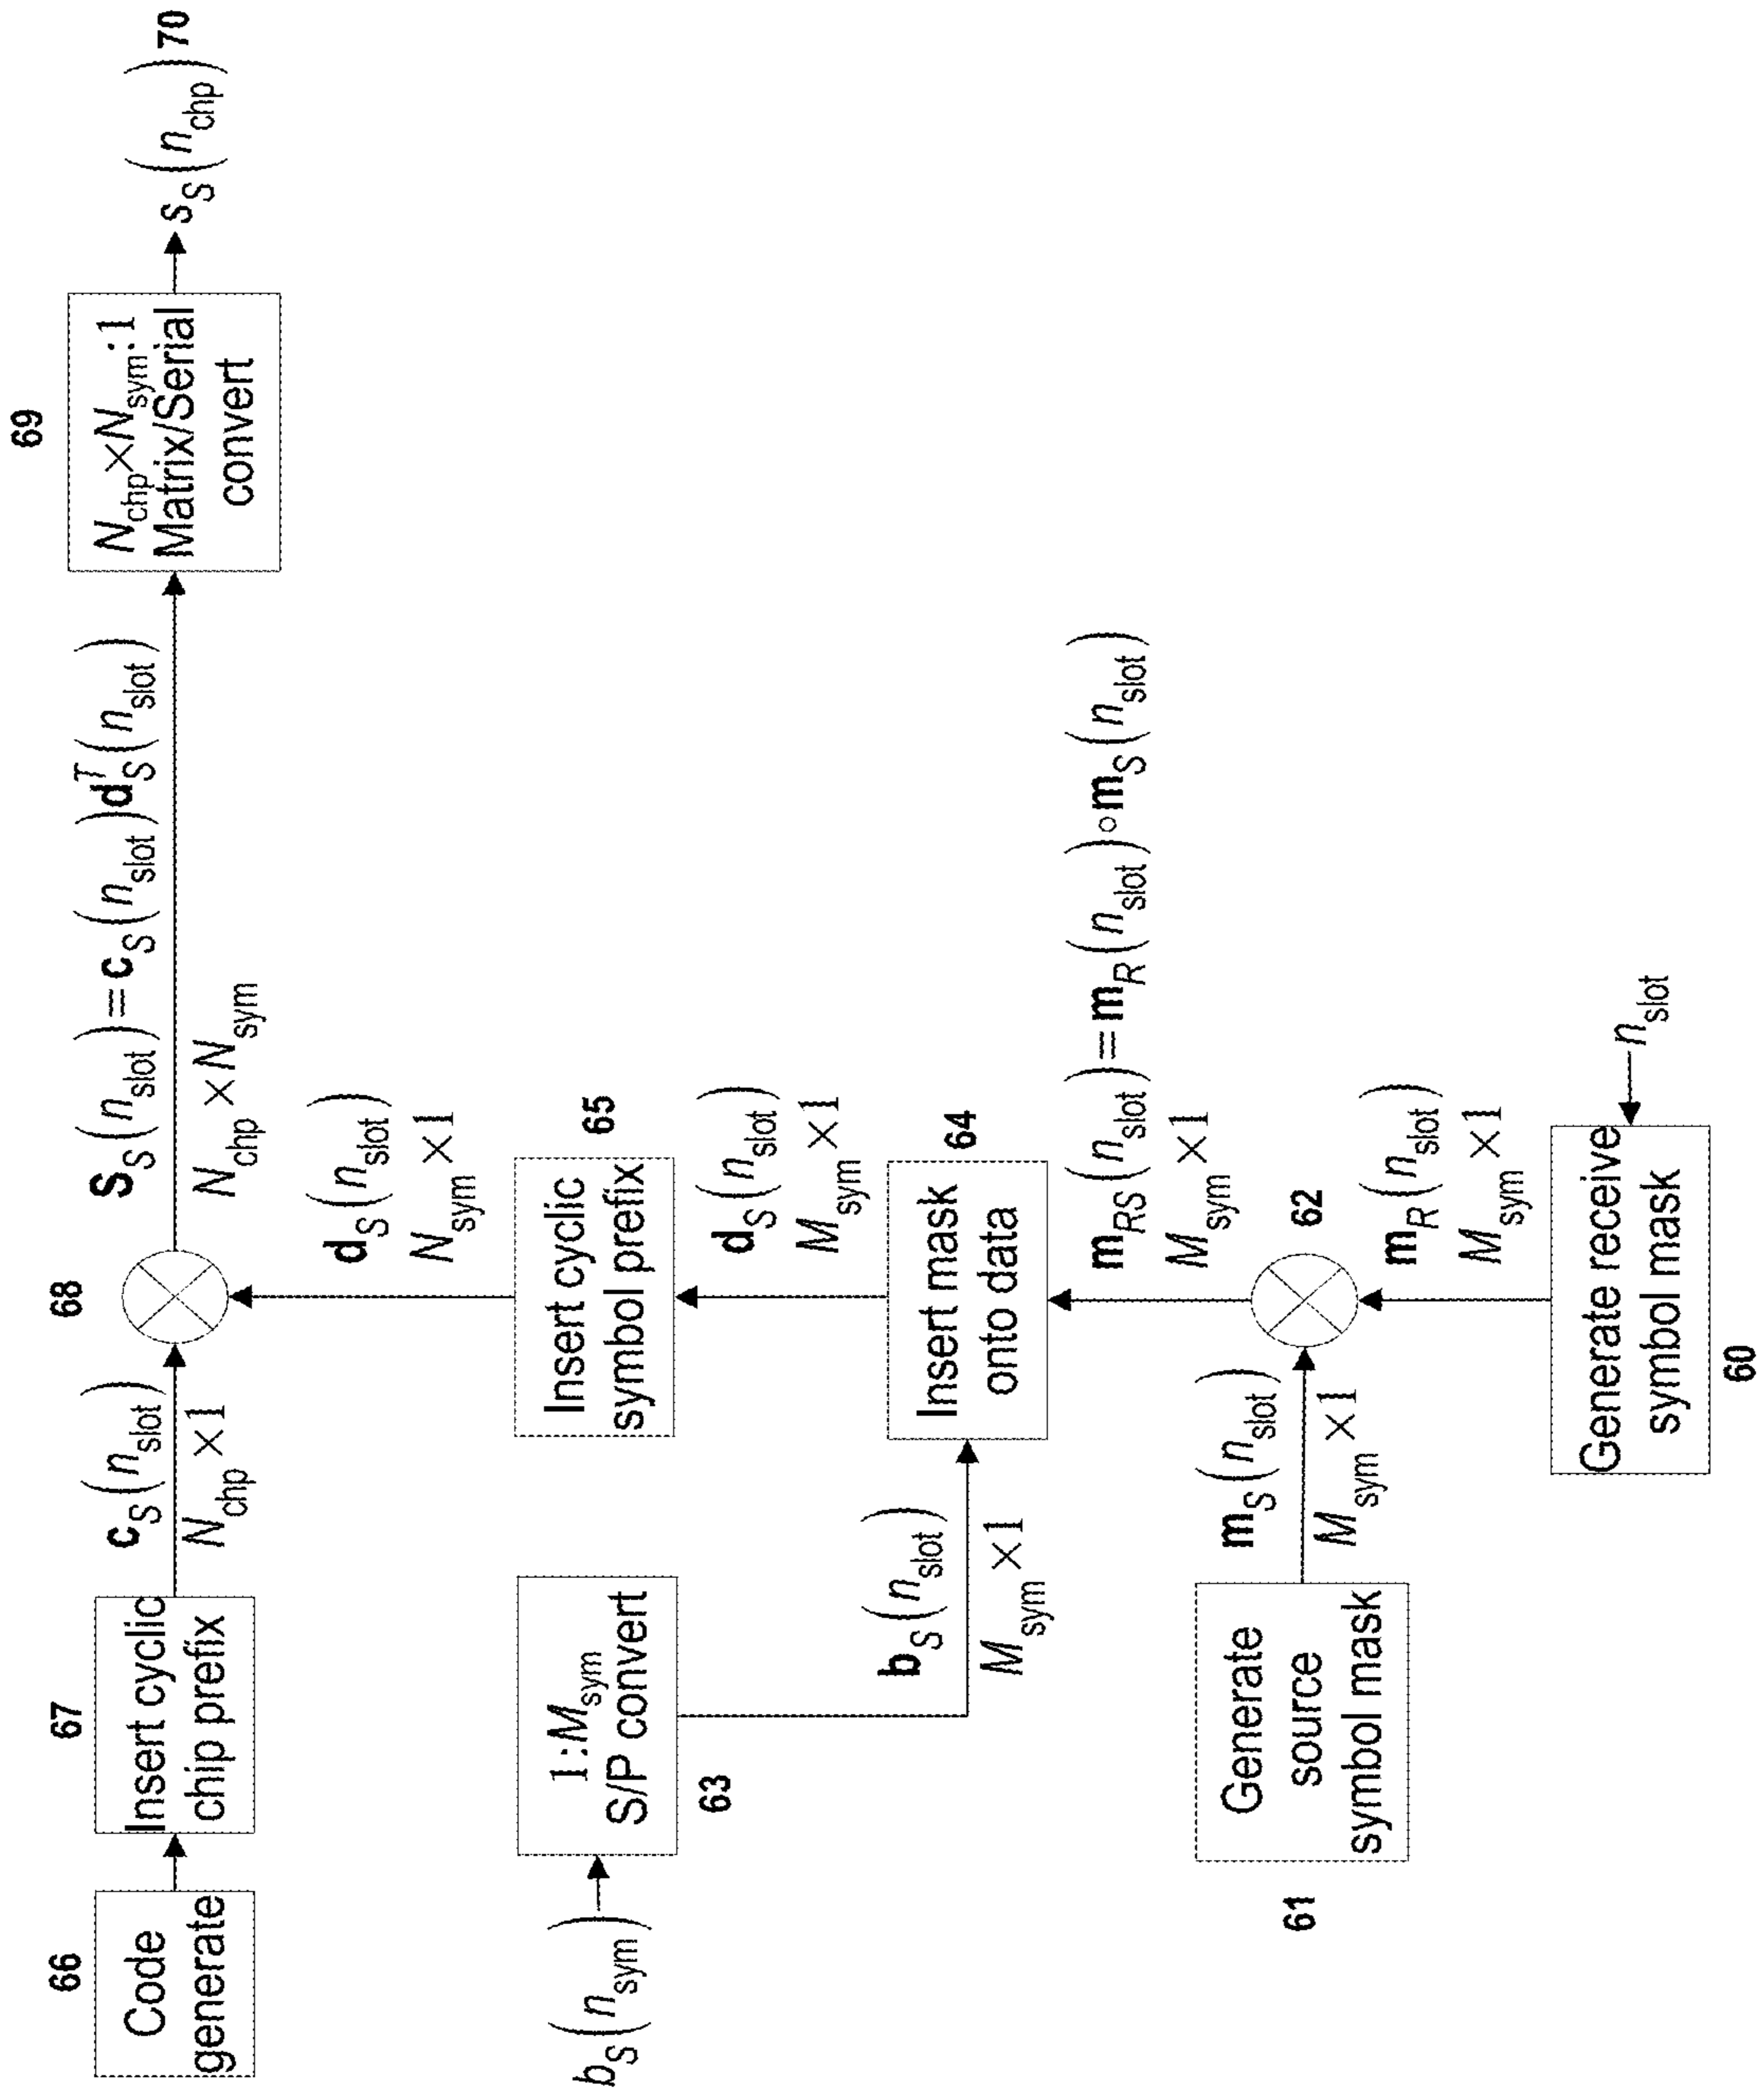 66
Code
generate
67
Insert cyclic
chip prefix
c_S(n_slot)
N_chp×1
68
S_S(n_slot)=c_S(n_slot)d_S^T(n_slot)
N_chp×N_sym
69
N_chp×N_sym:1
Matrix/Serial
convert
s_S(n_chp) 70
b_S(n_sym)
1:M_sym
S/P convert
63
b_S(n_slot)
M_sym×1
Insert cyclic
symbol prefix
65
d_S(n_slot)
N_sym×1
d_S(n_slot)
M_sym×1
Insert mask
onto data
64
m_RS(n_slot)=m_R(n_slot)∘m_S(n_slot)
M_sym×1
61
Generate
source
symbol mask
m_S(n_slot)
M_sym×1
62
m_R(n_slot)
M_sym×1
Generate receive
symbol mask
60
n_slot